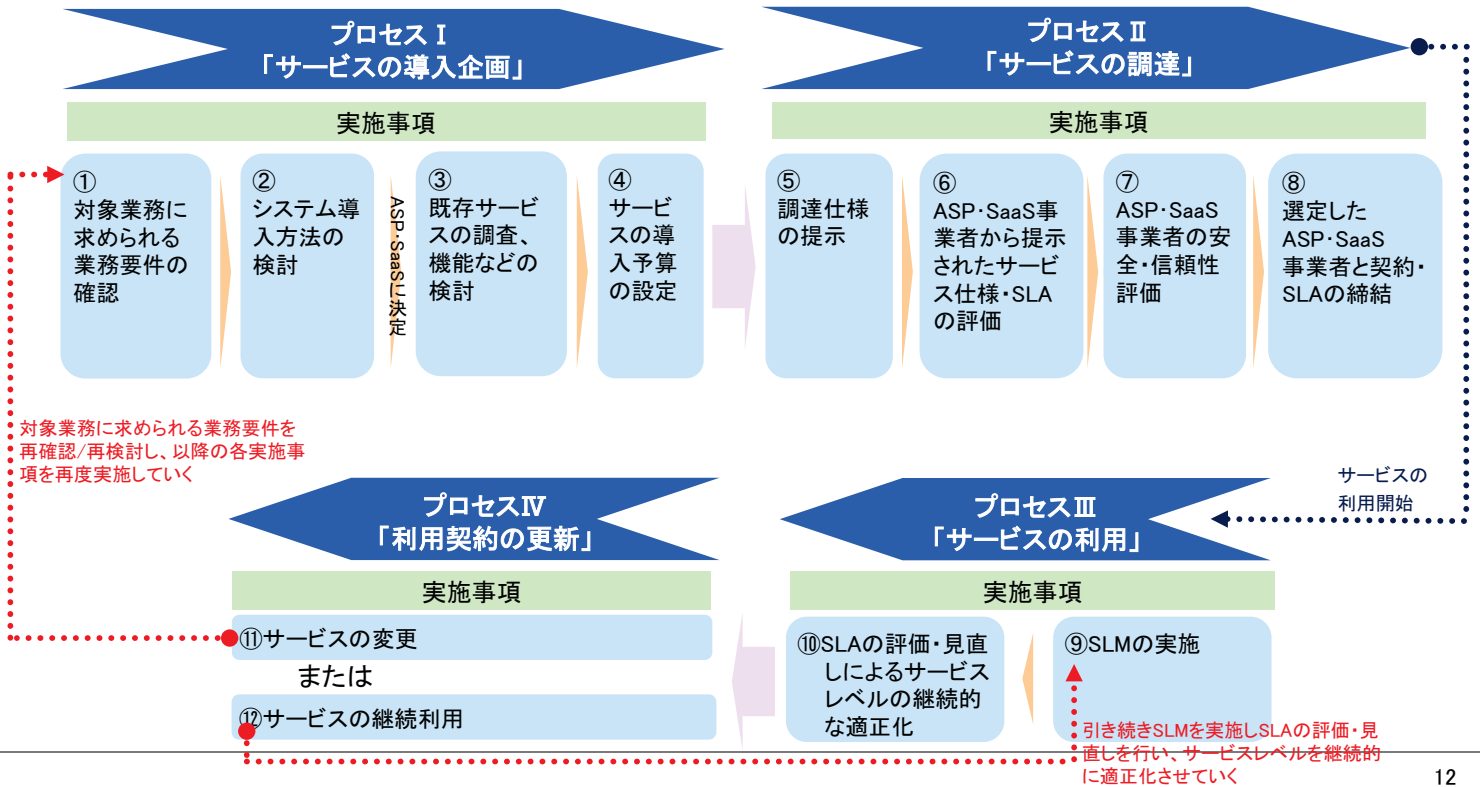 プロセスⅠ
「サービスの導入企画」
プロセスⅡ
「サービスの調達」
実施事項
実施事項
①
対象業務に
求められる
業務要件の
確認
②
システム導
入方法の
検討
ASP・SaaSに決定
③
既存サービ
スの調査、
機能などの
検討
④
サービ
スの導
入予算
の設定
⑤
調達仕様
の提示
⑥
ASP・SaaS事
業者から提示
されたサービ
ス仕様・SLA
の評価
⑦
ASP・SaaS
事業者の安
全・信頼性
評価
⑧
選定した
ASP・SaaS
事業者と契約・
SLAの締結
対象業務に求められる業務要件を
再確認/再検討し、以降の各実施事
項を再度実施していく
サービスの
利用開始
プロセスⅣ
「利用契約の更新」
プロセスⅢ
「サービスの利用」
実施事項
実施事項
⑪サービスの変更
または
⑫サービスの継続利用
⑩SLAの評価・見直
しによるサービス
レベルの継続的
な適正化
⑨SLMの実施
引き続きSLMを実施しSLAの評価・見
直しを行い、サービスレベルを継続的
に適正化させていく
12